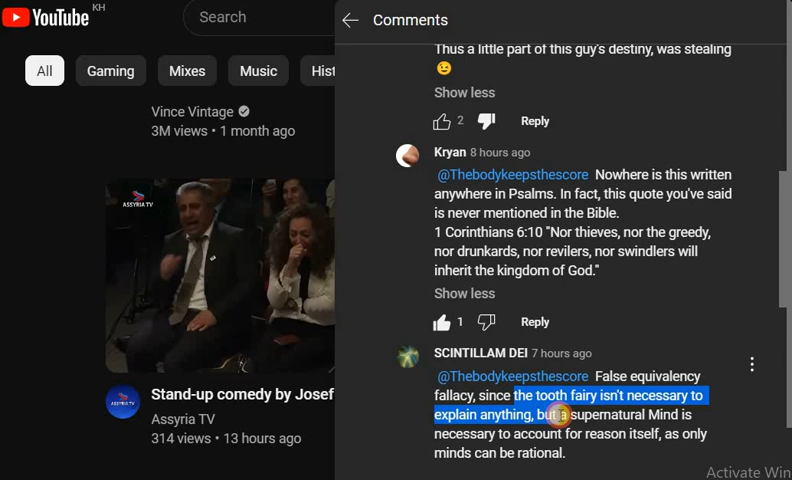 YouTube KH
Search
All
Gaming
Mixes
Music
Hist
Vince Vintage
3M views • 1 month ago
ASSYRIA TV
Stand-up comedy by Josef
Assyria TV
314 views • 13 hours ago
Comments
Thus a little part of this guy's destiny, was stealing
😉
Show less
2
Reply
Kryan 8 hours ago
@Thebodykeepsthescore Nowhere is this written
anywhere in Psalms. In fact, this quote you've said
is never mentioned in the Bible.
1 Corinthians 6:10 "Nor thieves, nor the greedy,
nor drunkards, nor revilers, nor swindlers will
inherit the kingdom of God."
Show less
1
Reply
SCINTILLAM DEI 7 hours ago
@Thebodykeepsthescore False equivalency
fallacy, since the tooth fairy isn't necessary to
explain anything, but a supernatural Mind is
necessary to account for reason itself, as only
minds can be rational.
Activate Win